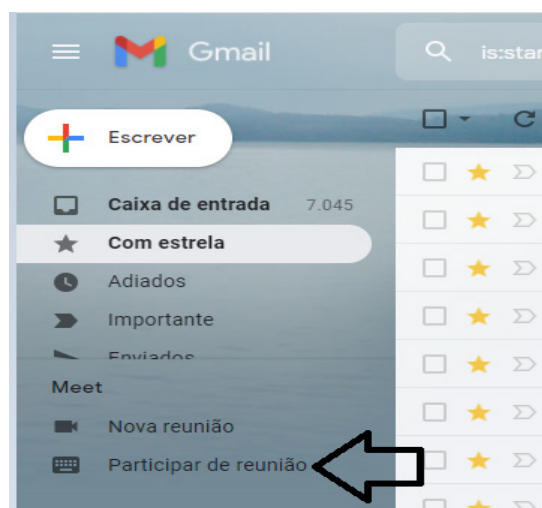 Gmail
is:star
Escrever
Caixa de entrada 7.045
Com estrela
Adiados
Importante
Enviados
Meet
Nova reunião
Participar de reunião